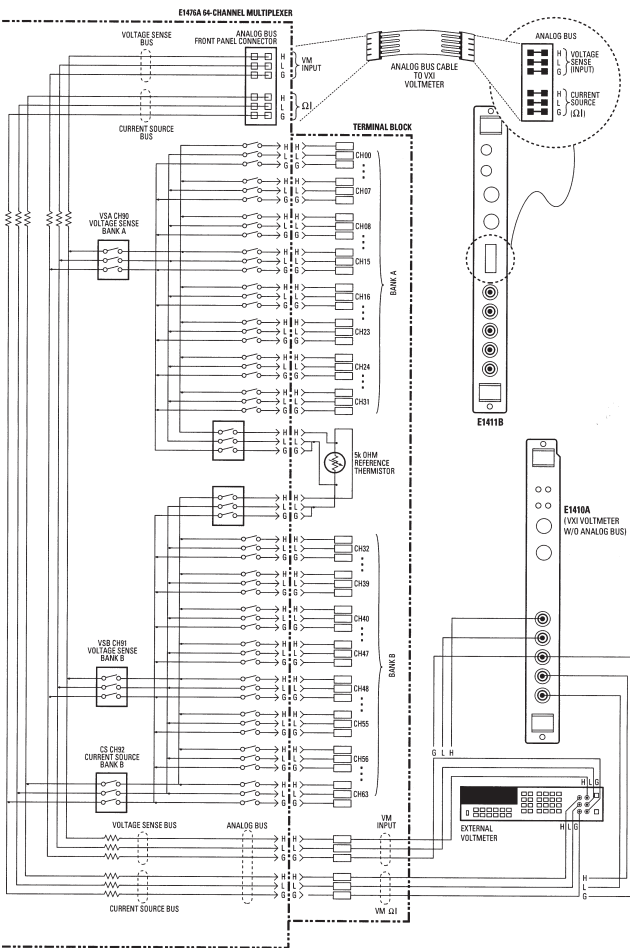 E1476A 64-CHANNEL MULTIPLEXER
VOLTAGE SENSE
BUS
ANALOG BUS
FRONT PANEL CONNECTOR
H
L
G
VM
INPUT
H
L
G
ΩI
CURRENT SOURCE
BUS
ANALOG BUS CABLE
TO VXI
VOLTMETER
ANALOG BUS
H VOLTAGE
L SENSE
G (INPUT)
H CURRENT
L SOURCE
G (ΩI)
TERMINAL BLOCK
H H
L L CH00
G G
H H
L L CH07
G G
VSA CH90
VOLTAGE SENSE
BANK A
H H
L L CH08
G G
H H
L L CH15
G G
BANK A
H H
L L CH16
G G
H H
L L CH23
G G
H H
L L CH24
G G
H H
L L CH31
G G
E1411B
H H
L L
G G
5k OHM
REFERENCE
THERMISTOR
H H
L L
G G
E1410A
(VXI VOLTMETER
W/O ANALOG BUS)
H H
L L CH32
G G
H H
L L CH39
G G
H H
L L CH40
G G
VSB CH91
VOLTAGE SENSE
BANK B
H H
L L CH47
G G
BANK B
H H
L L CH48
G G
H H
L L CH55
G G
CS CH92
CURRENT SOURCE
BANK B
H H
L L CH56
G G
H H
L L CH63
G G
G L H
H L G
EXTERNAL
VOLTMETER
H L G
VOLTAGE SENSE BUS
ANALOG BUS
VM
INPUT
H H
L L
G G
H H
L L
G G
H
L
G
CURRENT SOURCE BUS
VM ΩI